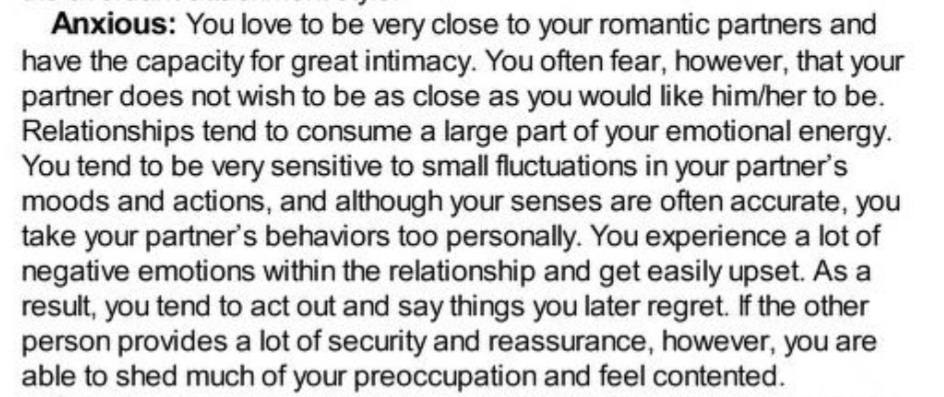 Anxious: You love to be very close to your romantic partners and
have the capacity for great intimacy. You often fear, however, that your
partner does not wish to be as close as you would like him/her to be.
Relationships tend to consume a large part of your emotional energy.
You tend to be very sensitive to small fluctuations in your partner's
moods and actions, and although your senses are often accurate, you
take your partner's behaviors too personally. You experience a lot of
negative emotions within the relationship and get easily upset. As a
result, you tend to act out and say things you later regret. If the other
person provides a lot of security and reassurance, however, you are
able to shed much of your preoccupation and feel contented.